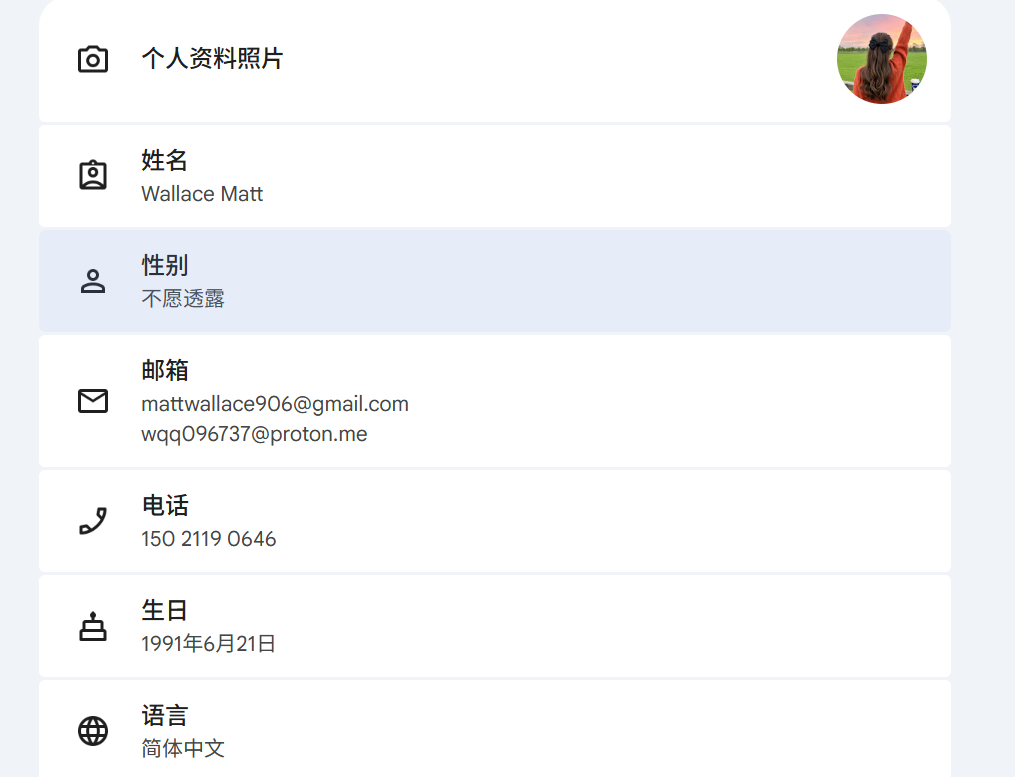 个人资料照片
姓名
Wallace Matt
性别
不愿透露
邮箱
mattwallace906@gmail.com
wqq096737@proton.me
电话
150 2119 0646
生日
1991年6月21日
语言
简体中文